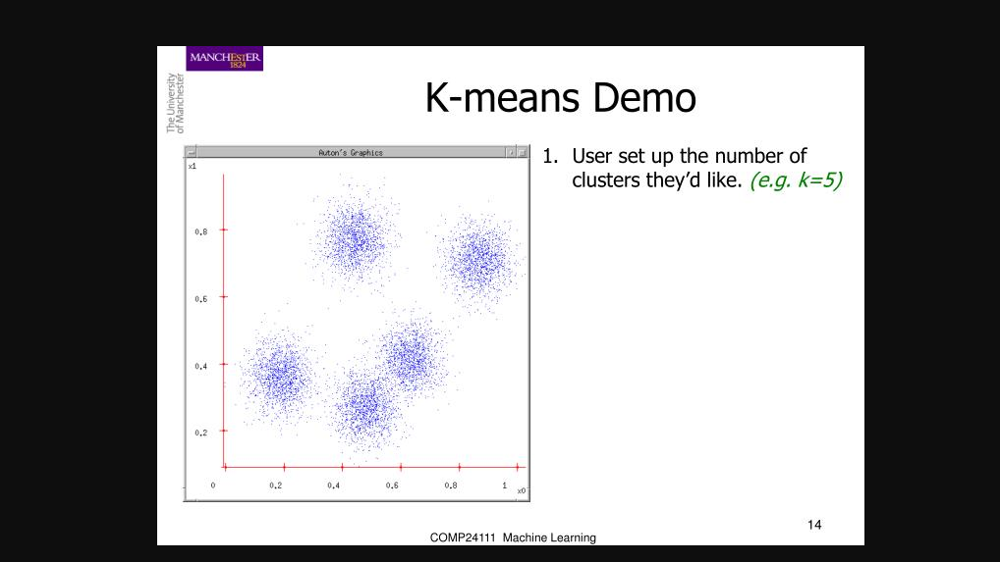 MANCHESTER
1824
The University
of Manchester
K-means Demo
Auton's Graphics
x1
0.8
0.6
0.4
0.2
0 0.2 0.4 0.6 0.8 1 x0
1. User set up the number of
clusters they'd like. (e.g. k=5)
14
COMP24111 Machine Learning